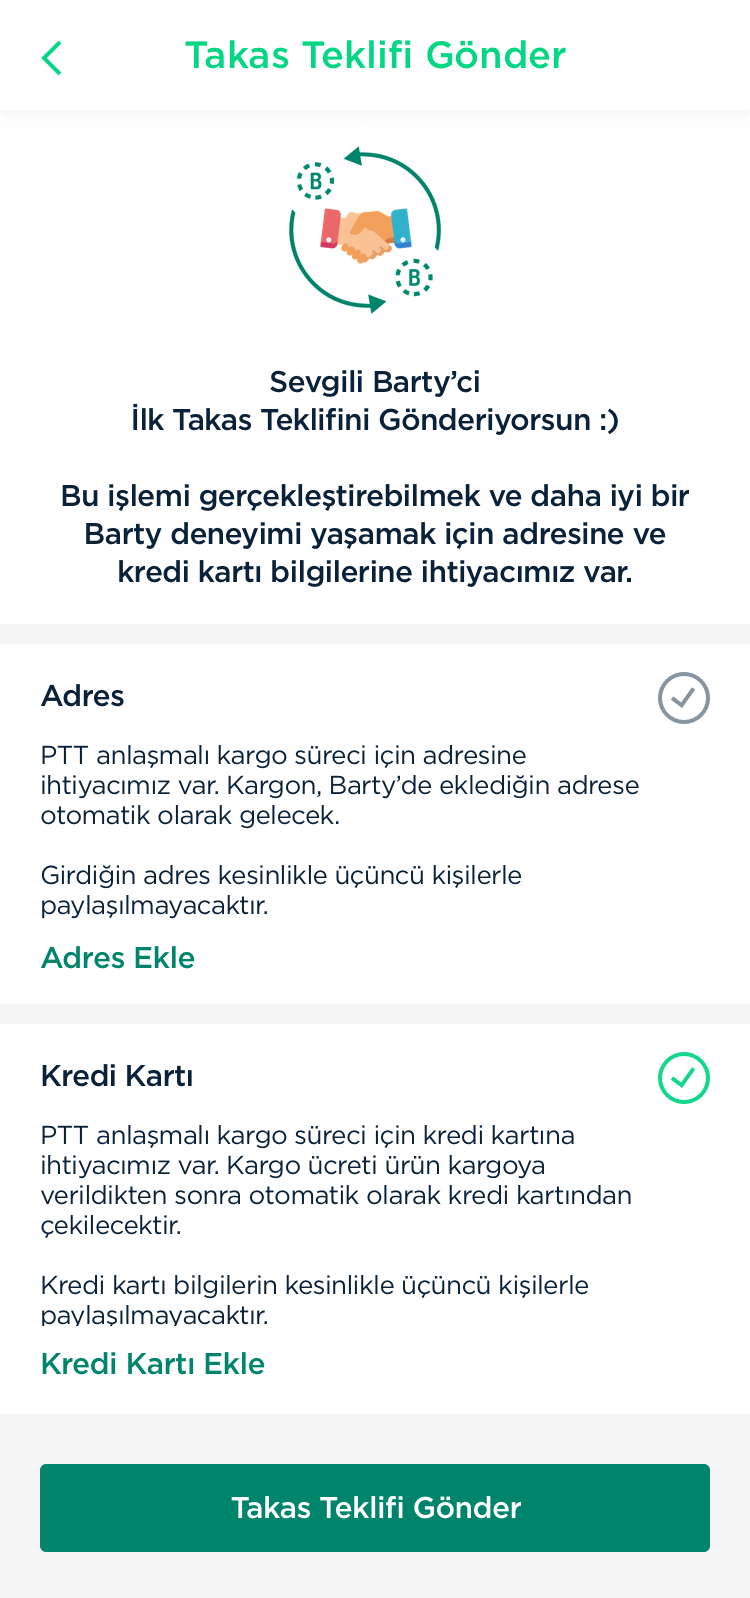 Takas Teklifi Gönder
B
B
Sevgili Barty’ci
İlk Takas Teklifini Gönderiyorsun :)
Bu işlemi gerçekleştirebilmek ve daha iyi bir
Barty deneyimi yaşamak için adresine ve
kredi kartı bilgilerine ihtiyacımız var.
Adres
PTT anlaşmalı kargo süreci için adresine
ihtiyacımız var. Kargon, Barty’de eklediğin adrese
otomatik olarak gelecek.
Girdiğin adres kesinlikle üçüncü kişilerle
paylaşılmayacaktır.
Adres Ekle
Kredi Kartı
PTT anlaşmalı kargo süreci için kredi kartına
ihtiyacımız var. Kargo ücreti ürün kargoya
verildikten sonra otomatik olarak kredi kartından
çekilecektir.
Kredi kartı bilgilerin kesinlikle üçüncü kişilerle
paylaşılmayacaktır.
Kredi Kartı Ekle
Takas Teklifi Gönder